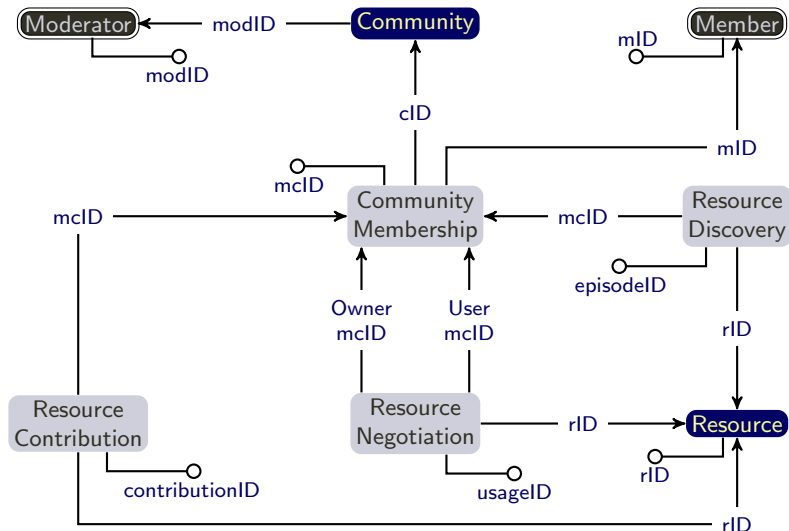 Moderator
modID
Community
Member
modID
mID
cID
mID
mcID
Community
Membership
Resource
Discovery
mcID
mcID
episodeID
Owner
mcID
User
mcID
rID
Resource
Contribution
Resource
Negotiation
rID
Resource
contributionID
usageID
rID
rID